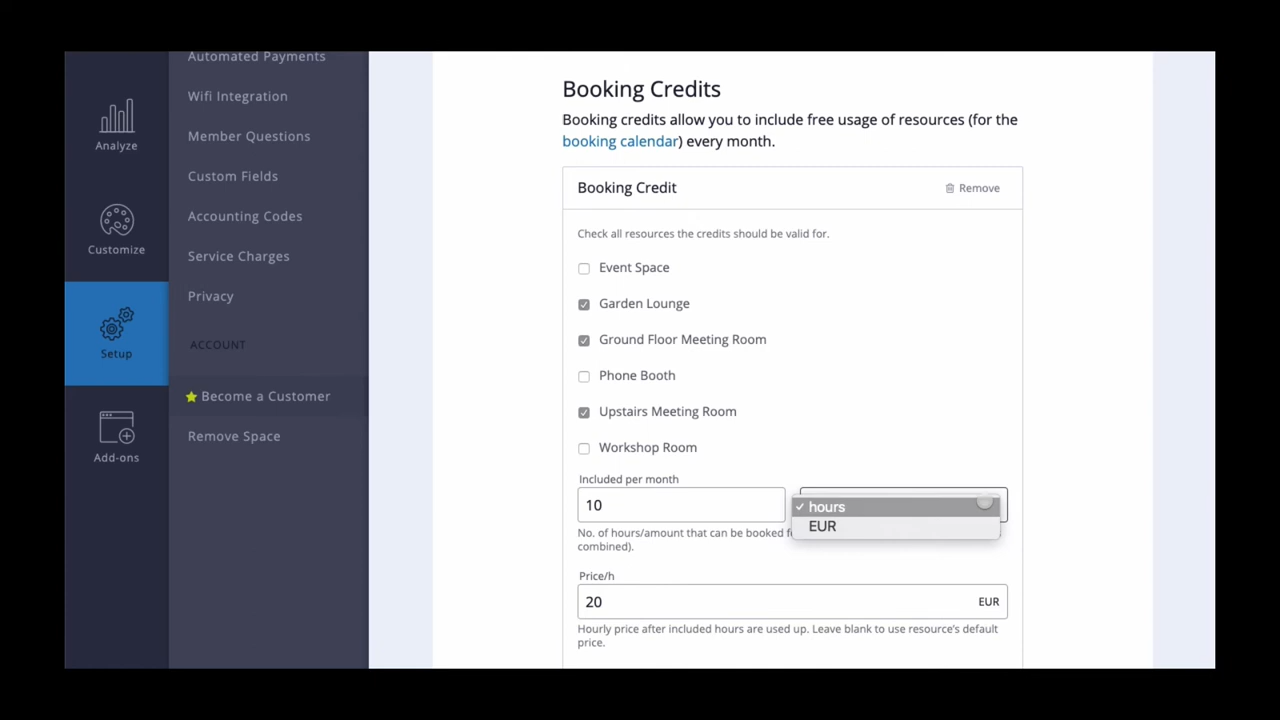 Automated Payments
Wifi Integration
Member Questions
Custom Fields
Accounting Codes
Service Charges
Privacy
ACCOUNT
Become a Customer
Remove Space
Analyze
Customize
Setup
Add-ons
Booking Credits
Booking credits allow you to include free usage of resources (for the
booking calendar) every month.
Booking Credit
Remove
Check all resources the credits should be valid for.
Event Space
Garden Lounge
Ground Floor Meeting Room
Phone Booth
Upstairs Meeting Room
Workshop Room
Included per month
10
hours
EUR
No. of hours/amount that can be booked
combined).
Price/h
20 EUR
Hourly price after included hours are used up. Leave blank to use resource's default
price.